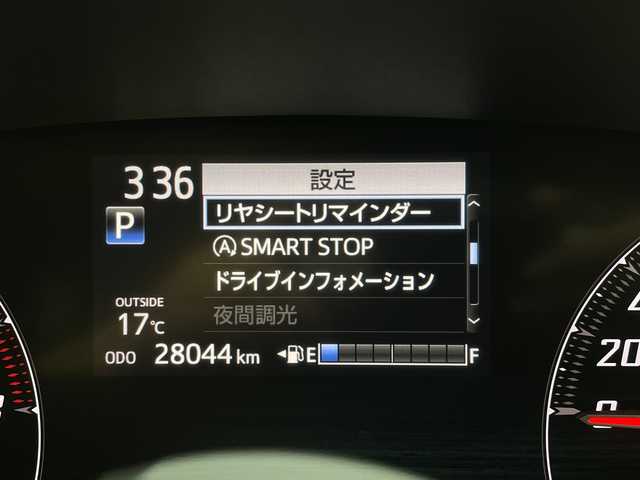 3 36
設定
リヤシートリマインダー
P
A SMART STOP
ドライブインフォメーション
OUTSIDE
17℃
夜間調光
ODO 28044 km
E F
20
0